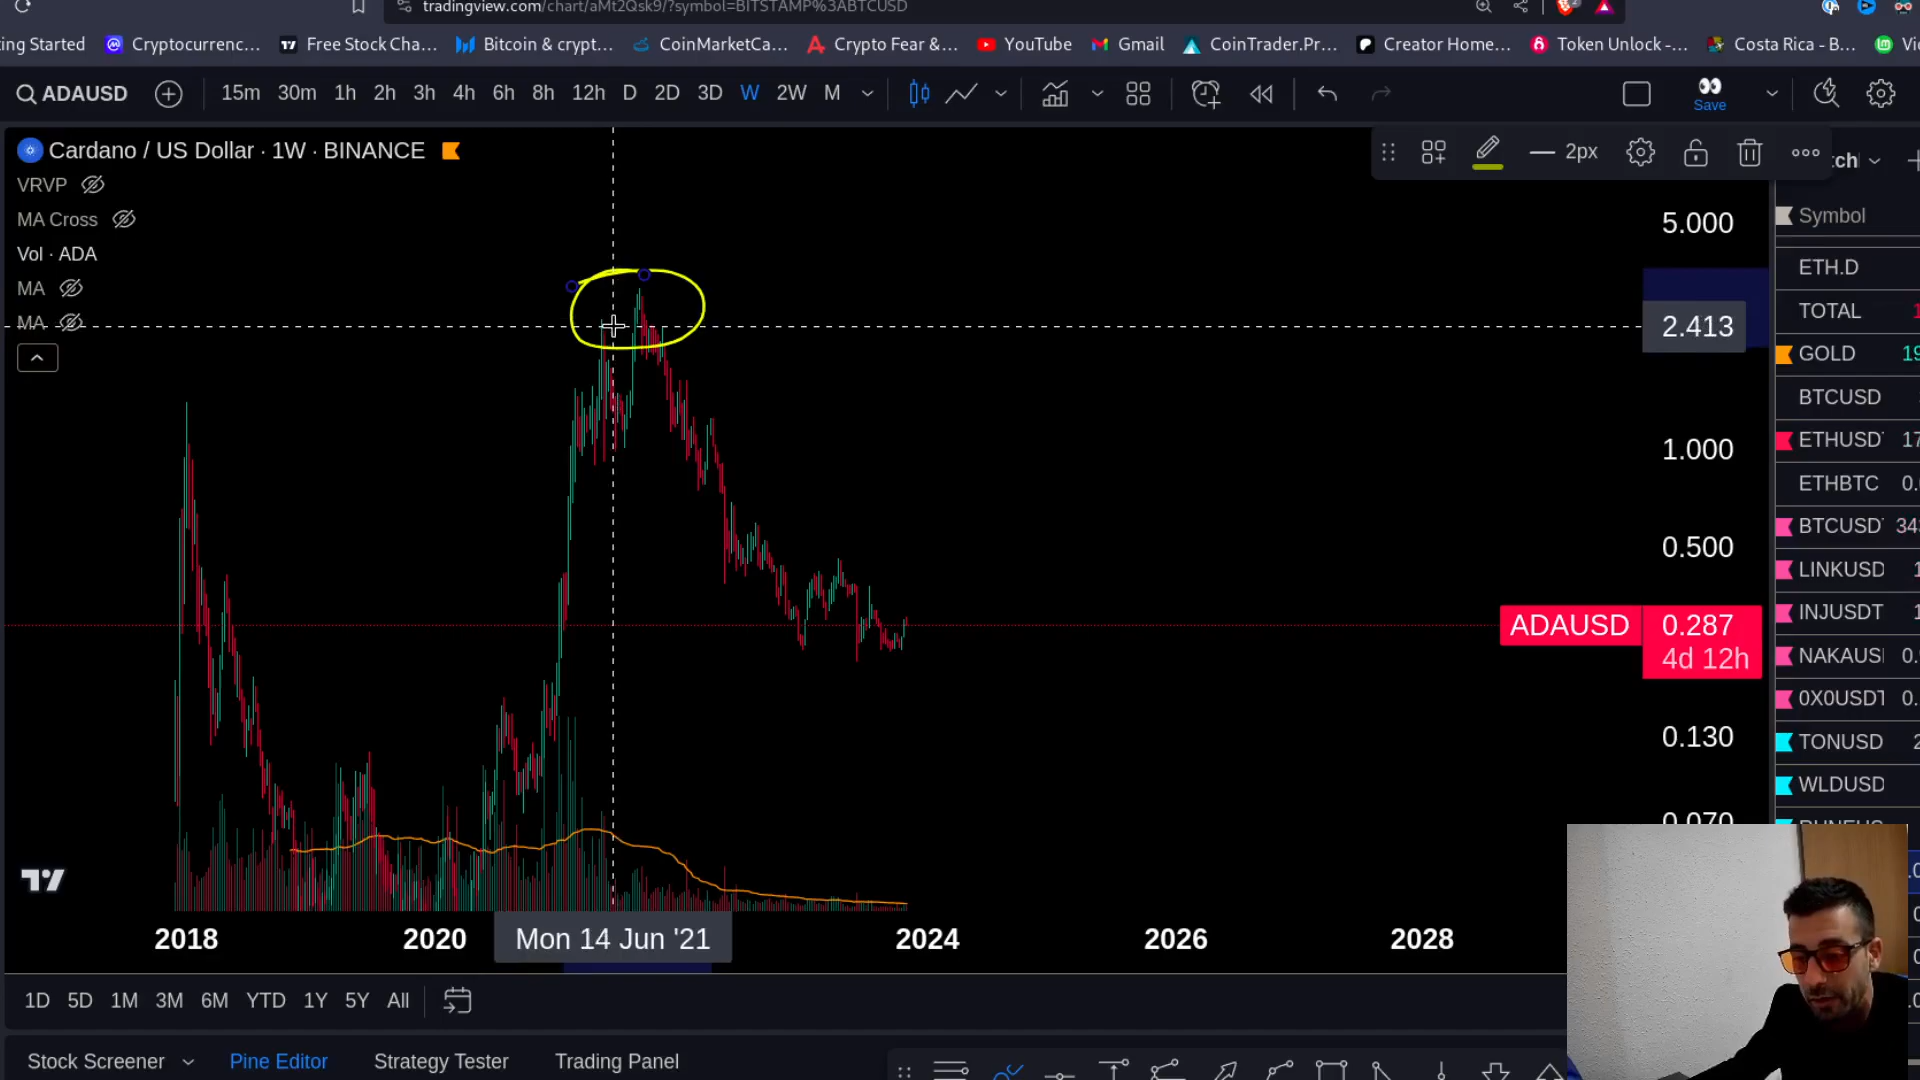 tradingview.com/chart/aMt2Qsk9/?symbol=BITSTAMP%3ABTCUSD
ing Started Cryptocurrenc... Free Stock Cha... Bitcoin & crypt... CoinMarketCa... Crypto Fear &... YouTube Gmail CoinTrader.Pr... Creator Home... Token Unlock -... Costa Rica - B...
ADAUSD 15m 30m 1h 2h 3h 4h 6h 8h 12h D 2D 3D W 2W M Save
Cardano / US Dollar · 1W · BINANCE
2px
VRVP
MA Cross
Vol · ADA
MA
MA
5.000
2.413
1.000
0.500
ADAUSD 0.287
4d 12h
0.130
0.070
Symbol
ETH.D
TOTAL
GOLD
BTCUSD
ETHUSDT
ETHBTC
BTCUSDT
LINKUSD
INJUSDT
NAKAUS
0X0USDT
TONUSD
WLDUSD
2018 2020 Mon 14 Jun '21 2024 2026 2028
1D 5D 1M 3M 6M YTD 1Y 5Y All
Stock Screener Pine Editor Strategy Tester Trading Panel